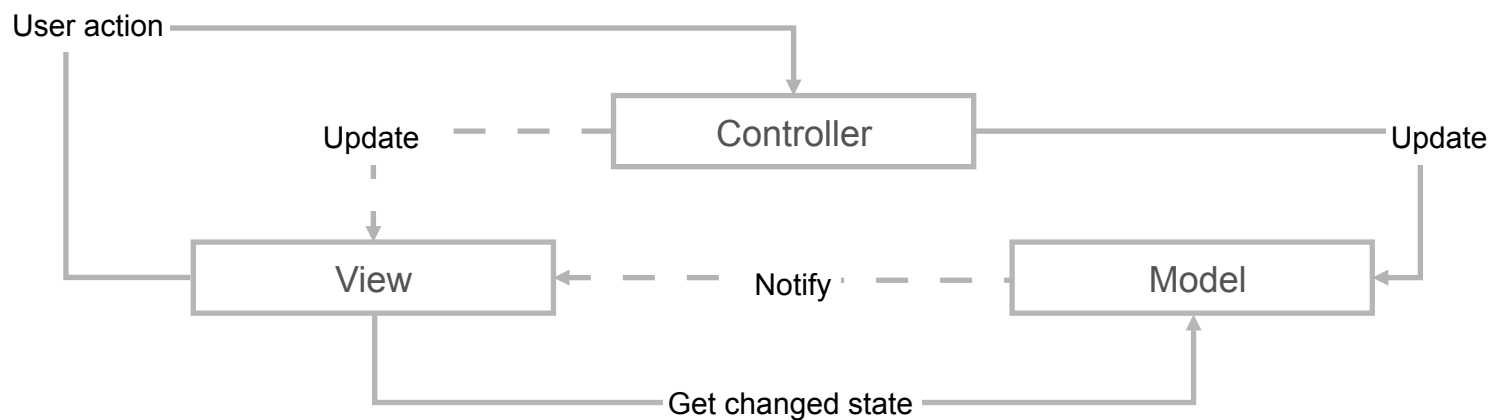 User action
Controller
Update
Update
View
Notify
Model
Get changed state